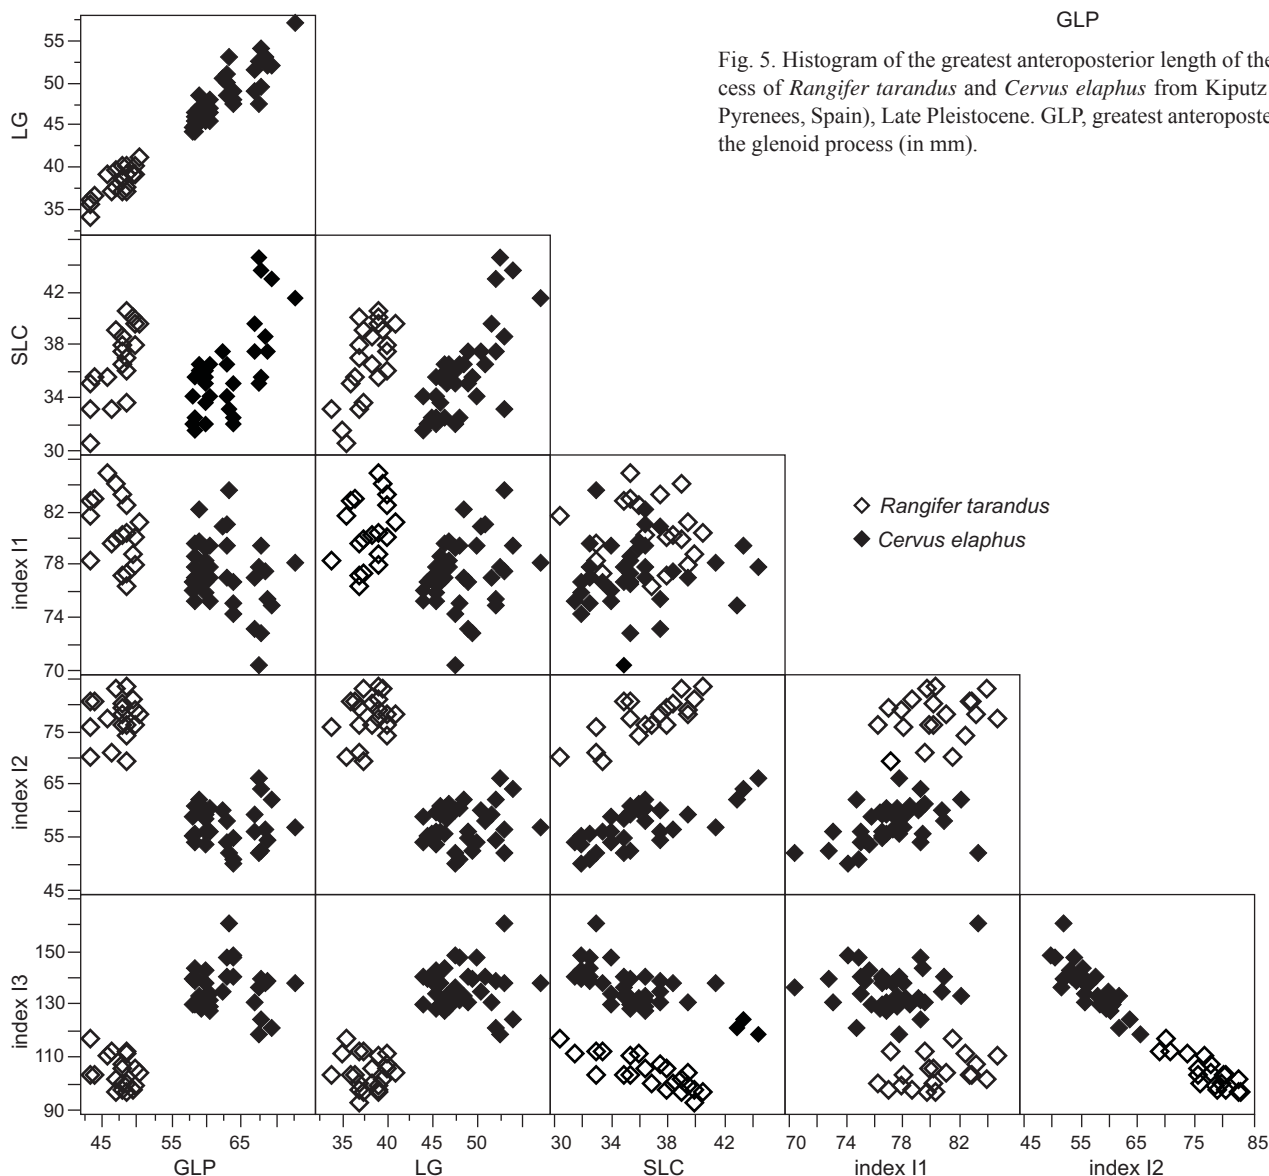 GLP
Fig. 5. Histogram of the greatest anteroposterior length of the
cess of Rangifer tarandus and Cervus elaphus from Kiputz
Pyrenees, Spain), Late Pleistocene. GLP, greatest anteroposte
the glenoid process (in mm).
LG
55
50
45
40
35
SLC
42
38
34
30
index I1
82
78
74
70
Rangifer tarandus
Cervus elaphus
index I2
75
65
55
45
index I3
150
130
110
90
45 55 65 35 45 50 30 34 38 42 70 74 78 82 45 55 65 75 85
GLP LG SLC index I1 index I2